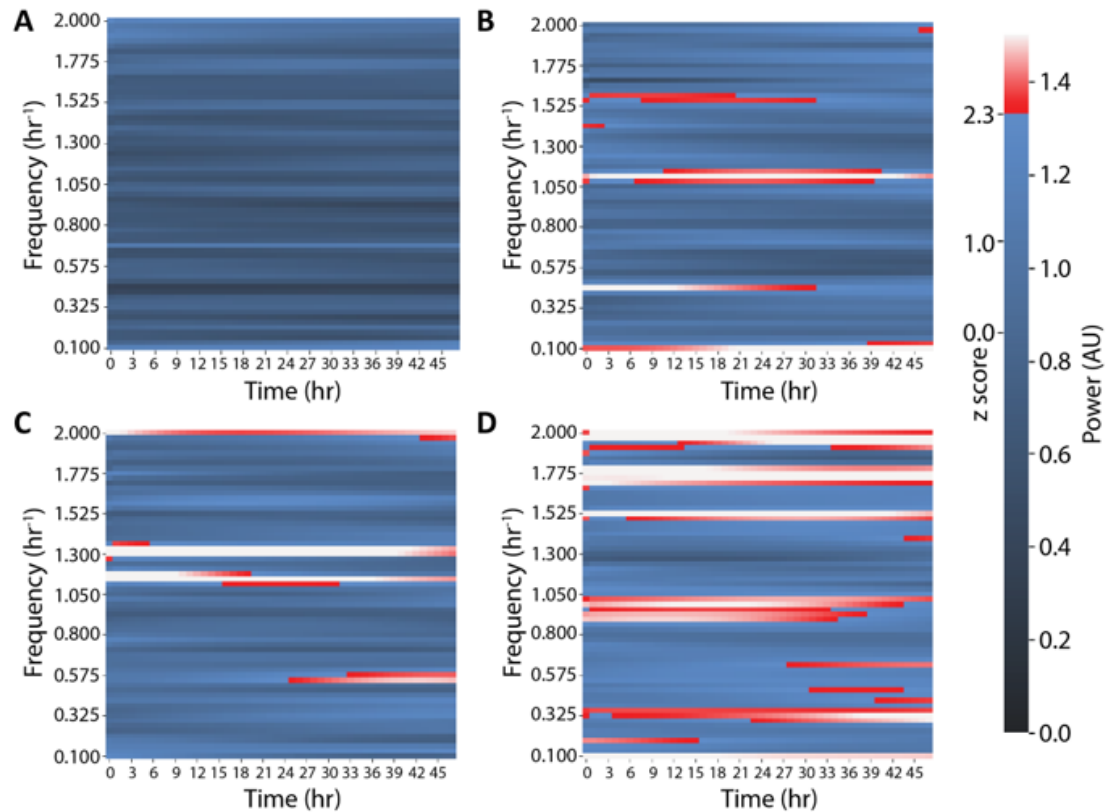 A
Frequency (hr⁻¹)
2.000
1.775
1.525
1.300
1.050
0.800
0.575
0.325
0.100
0 3 6 9 12 15 18 21 24 27 30 33 36 39 42 45
Time (hr)
B
Frequency (hr⁻¹)
2.000
1.775
1.525
1.300
1.050
0.800
0.575
0.325
0.100
0 3 6 9 12 15 18 21 24 27 30 33 36 39 42 45
Time (hr)
C
Frequency (hr⁻¹)
2.000
1.775
1.525
1.300
1.050
0.800
0.575
0.325
0.100
0 3 6 9 12 15 18 21 24 27 30 33 36 39 42 45
Time (hr)
D
Frequency (hr⁻¹)
2.000
1.775
1.525
1.300
1.050
0.800
0.575
0.325
0.100
0 3 6 9 12 15 18 21 24 27 30 33 36 39 42 45
Time (hr)
z score
2.3
1.0
0.0
Power (AU)
1.4
1.2
1.0
0.8
0.6
0.4
0.2
0.0